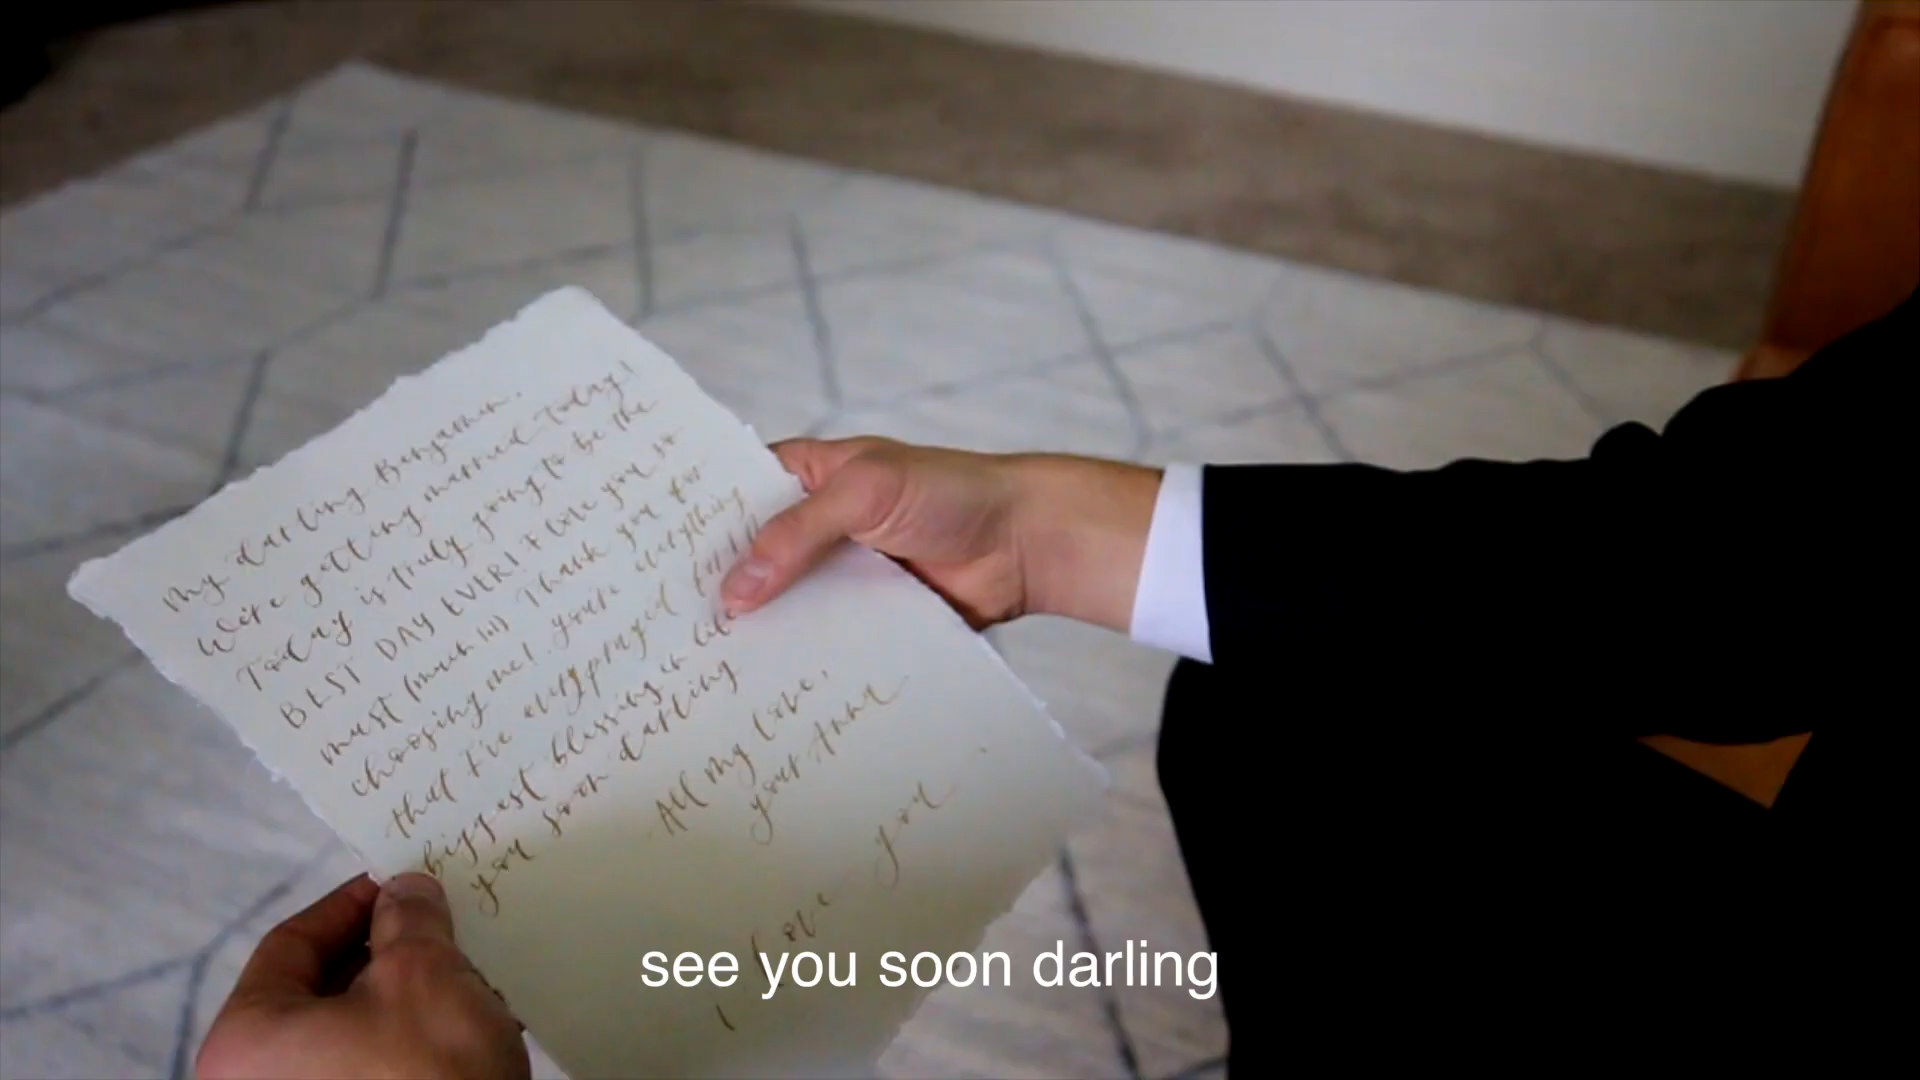 My darling Benjamin,
We're getting married today!
Today is truly going to be the
BEST DAY EVER! I love you so
must (much lol) Thank you for
choosing me! you're everything
that I've ever prayed for!!!!
biggest blessing in life
you soon darling
All my love,
your Anna
I love you.
see you soon darling